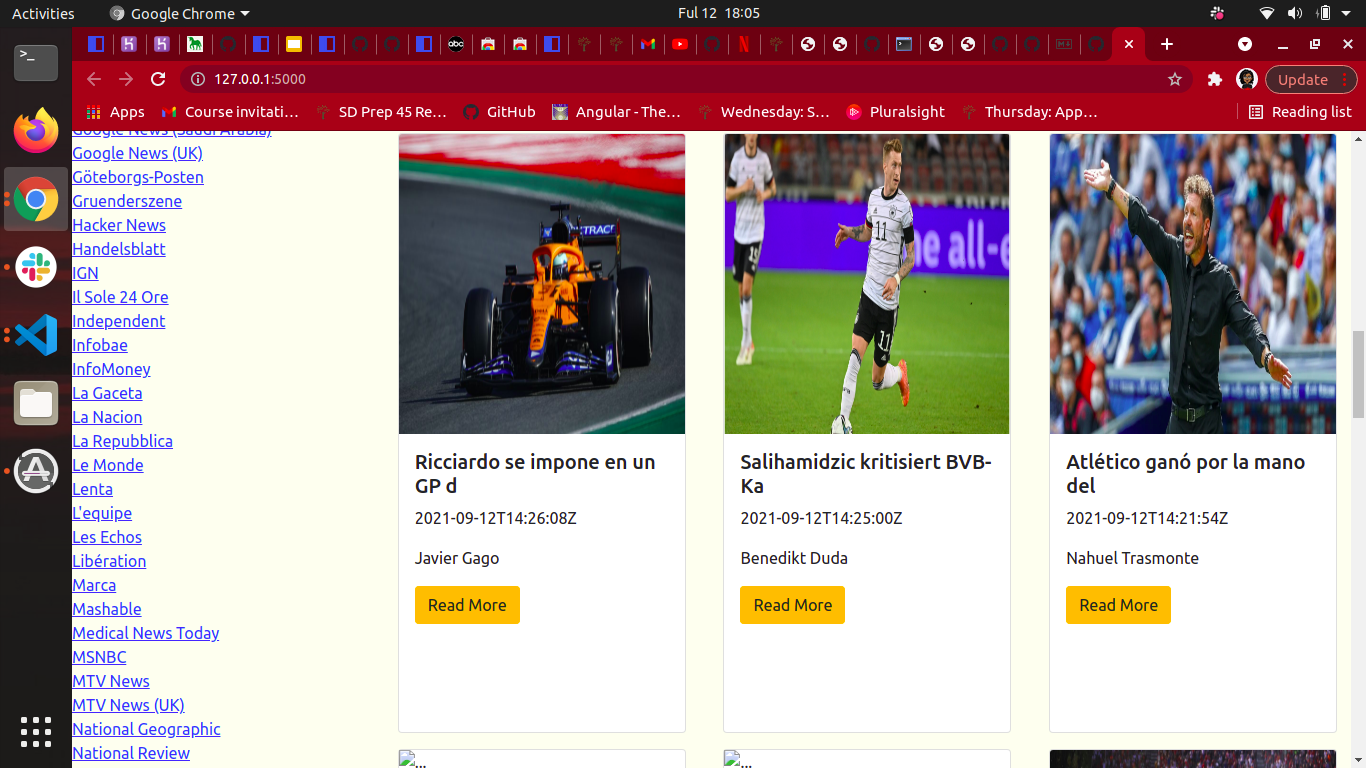 Activities
Google Chrome
Ful 12 18:05
127.0.0.1:5000
Update
Apps
Course invitati…
SD Prep 45 Re…
GitHub
Angular - The…
Wednesday: S…
Pluralsight
Thursday: App…
Reading list
Google News (Saudi Arabia)
Google News (UK)
Göteborgs-Posten
Gruenderszene
Hacker News
Handelsblatt
IGN
Il Sole 24 Ore
Independent
Infobae
InfoMoney
La Gaceta
La Nacion
La Repubblica
Le Monde
Lenta
L'equipe
Les Echos
Libération
Marca
Mashable
Medical News Today
MSNBC
MTV News
MTV News (UK)
National Geographic
National Review
Ricciardo se impone en un
GP d
2021-09-12T14:26:08Z
Javier Gago
Read More
11
11
Salihamidzic kritisiert BVB-
Ka
2021-09-12T14:25:00Z
Benedikt Duda
Read More
Atlético ganó por la mano
del
2021-09-12T14:21:54Z
Nahuel Trasmonte
Read More
...
...